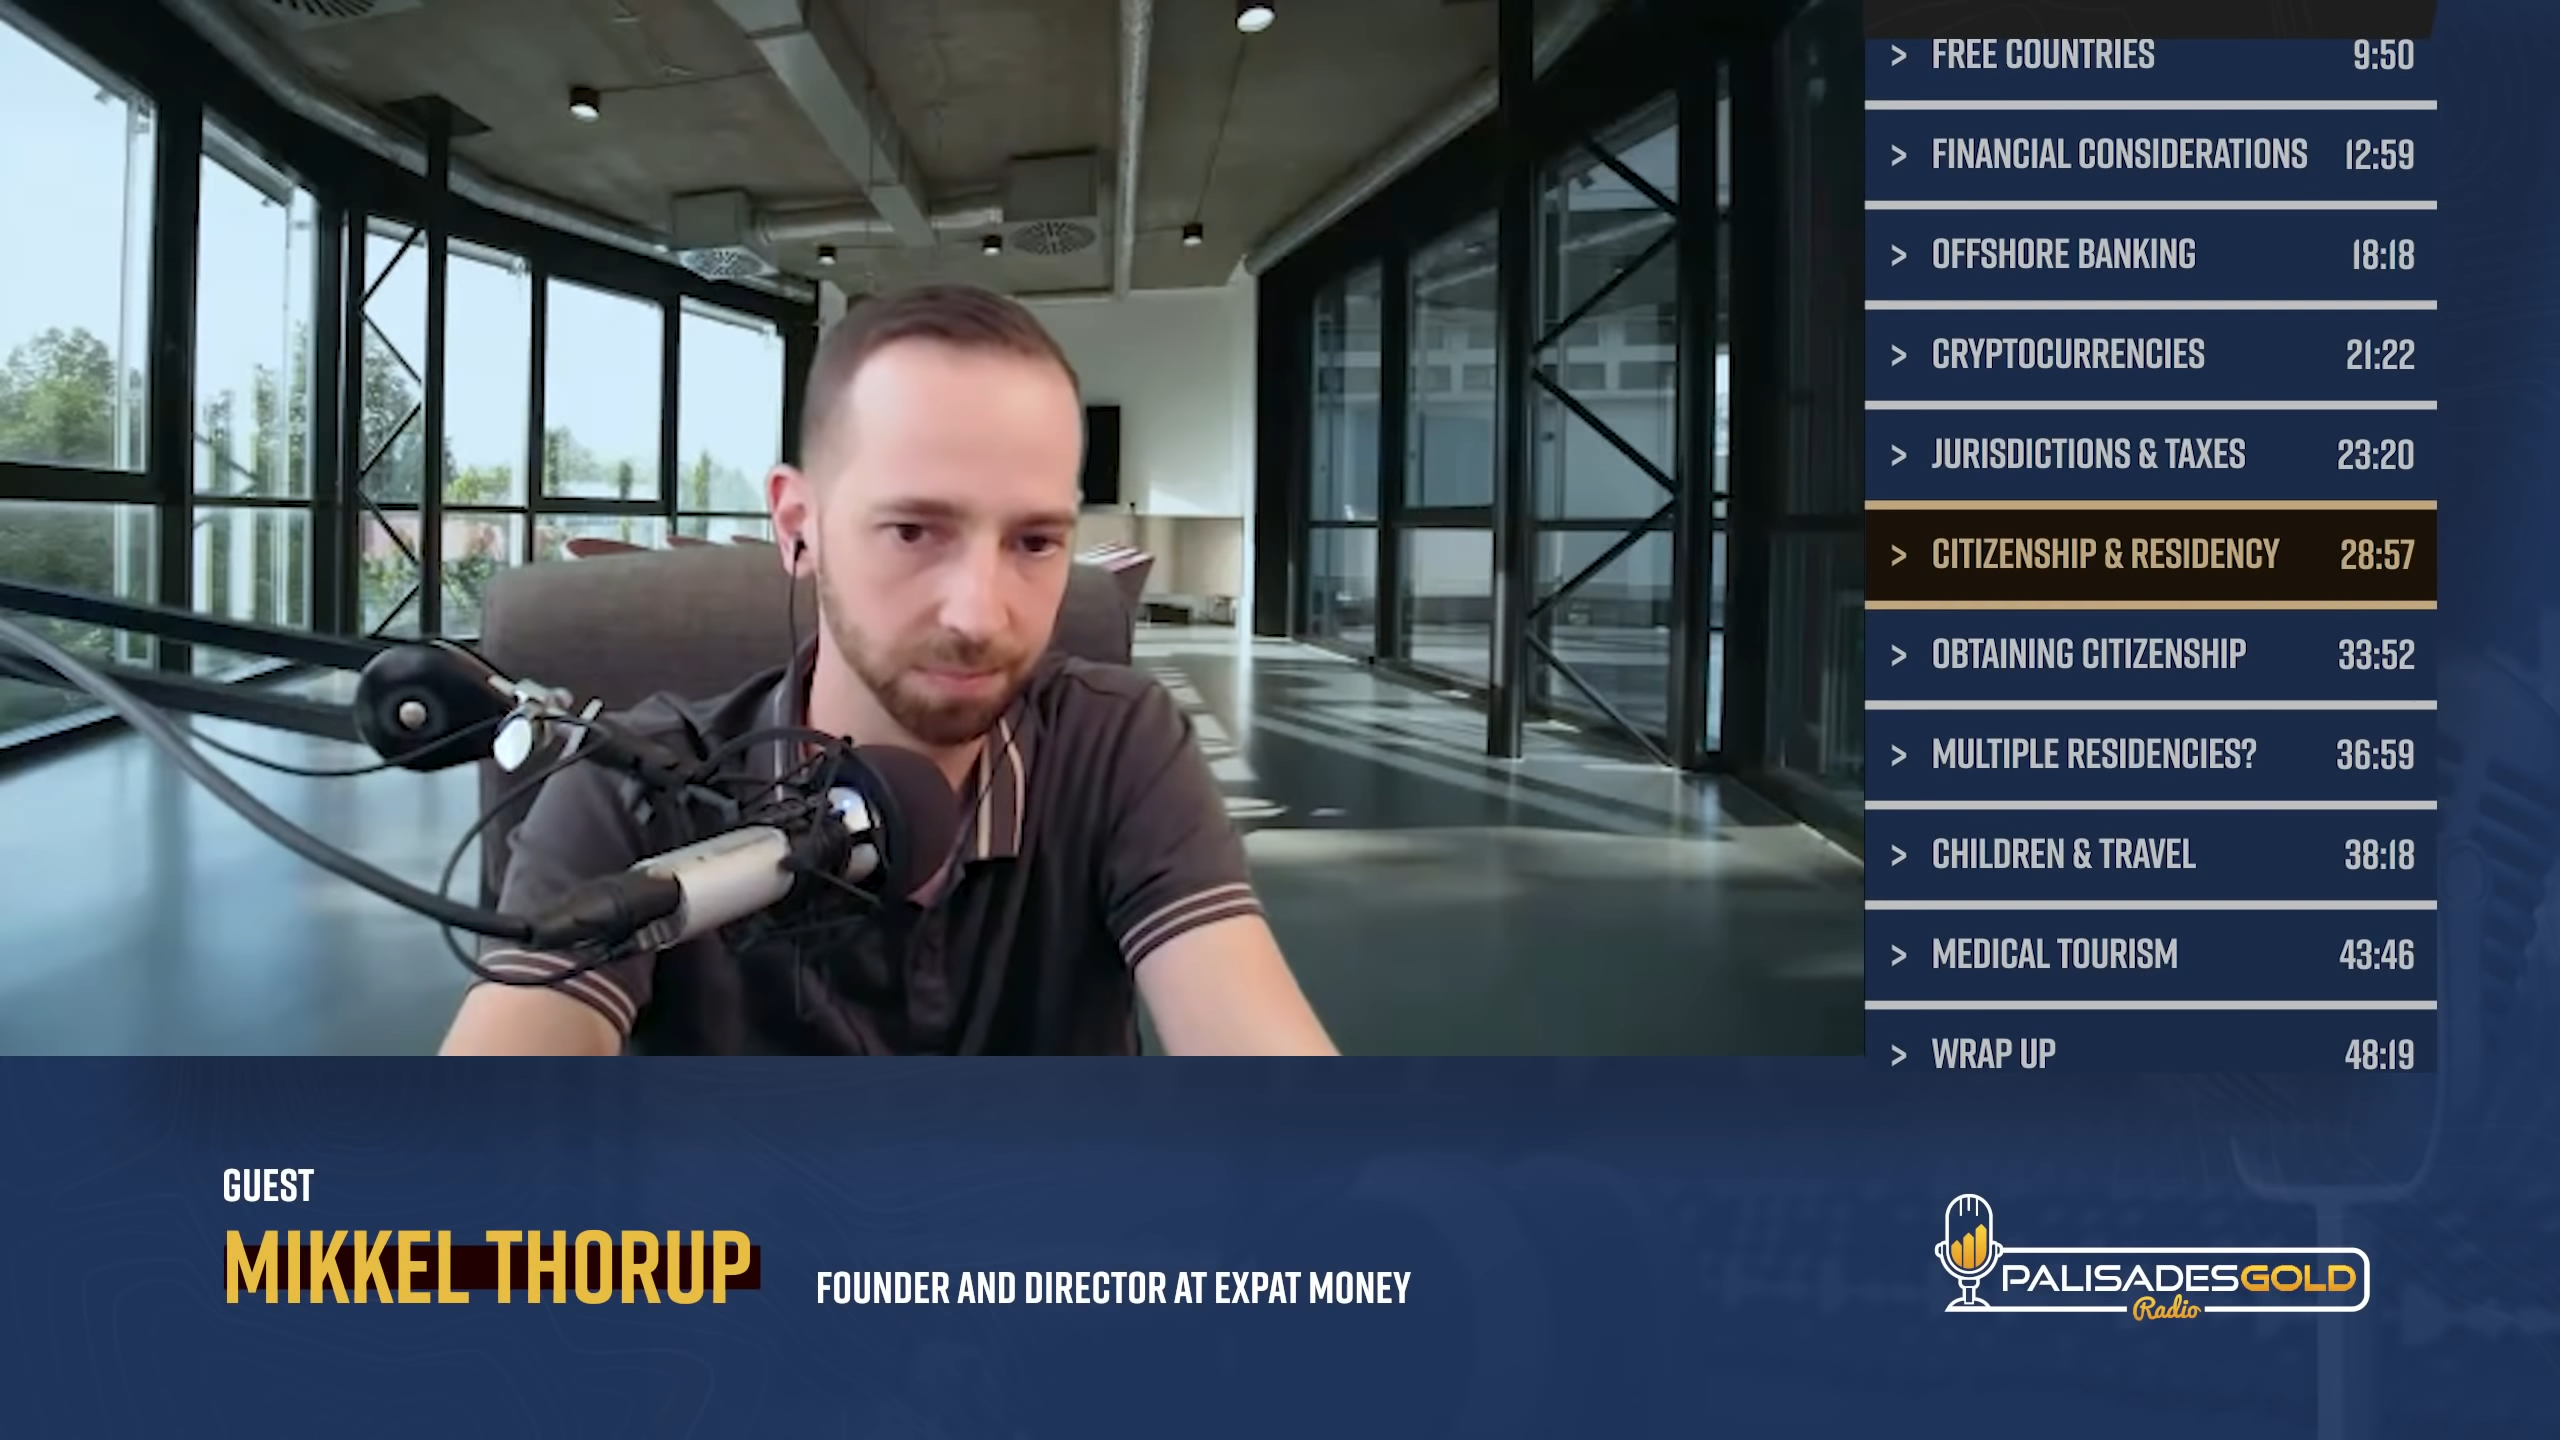 > FREE COUNTRIES 9:50
> FINANCIAL CONSIDERATIONS 12:59
> OFFSHORE BANKING 18:18
> CRYPTOCURRENCIES 21:22
> JURISDICTIONS & TAXES 23:20
> CITIZENSHIP & RESIDENCY 28:57
> OBTAINING CITIZENSHIP 33:52
> MULTIPLE RESIDENCIES? 36:59
> CHILDREN & TRAVEL 38:18
> MEDICAL TOURISM 43:46
> WRAP UP 48:19
GUEST
MIKKEL THORUP
FOUNDER AND DIRECTOR AT EXPAT MONEY
PALISADESGOLD
Radio